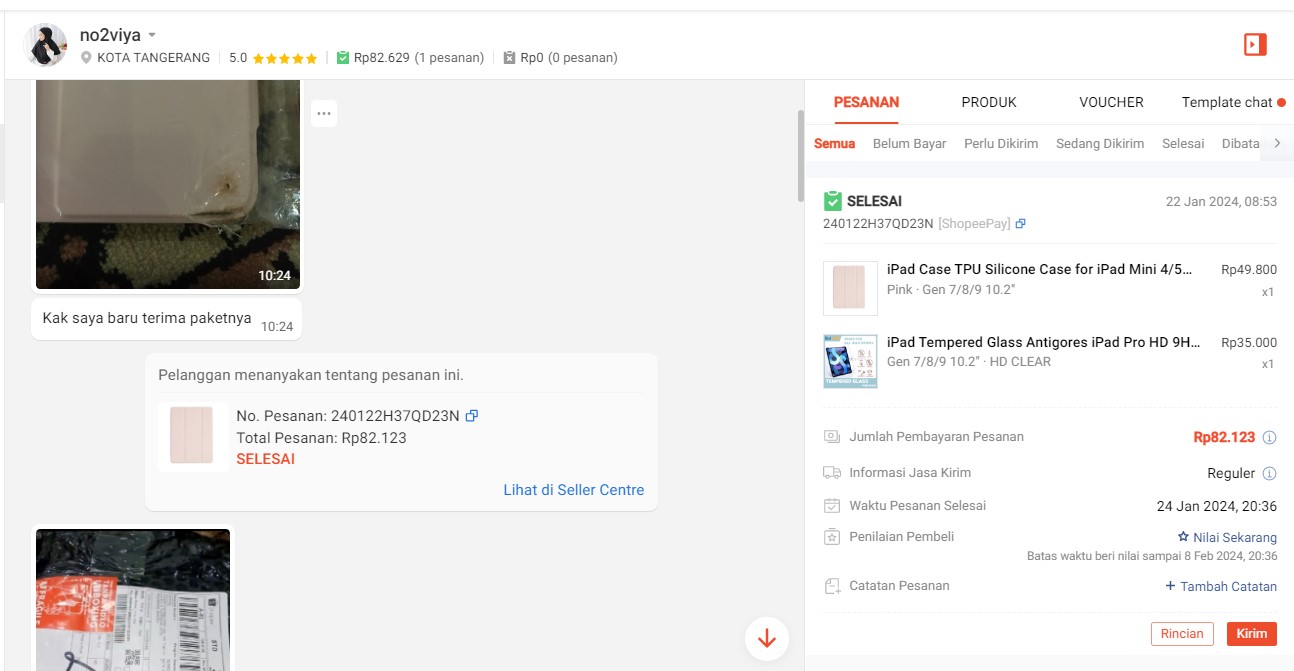 no2viya
KOTA TANGERANG
5.0
Rp82.629 (1 pesanan)
Rp0 (0 pesanan)
10:24
Kak saya baru terima paketnya
10:24
Pelanggan menanyakan tentang pesanan ini.
No. Pesanan: 240122H37QD23N
Total Pesanan: Rp82.123
SELESAI
Lihat di Seller Centre
PESANAN
PRODUK
VOUCHER
Template chat
Semua
Belum Bayar
Perlu Dikirim
Sedang Dikirim
Selesai
Dibata
SELESAI
22 Jan 2024, 08:53
240122H37QD23N [ShopeePay]
iPad Case TPU Silicone Case for iPad Mini 4/5...
Rp49.800
Pink · Gen 7/8/9 10.2"
x1
iPad Tempered Glass Antigores iPad Pro HD 9H...
Rp35.000
Gen 7/8/9 10.2" · HD CLEAR
x1
TEMPERED GLASS
Jumlah Pembayaran Pesanan
Rp82.123
Informasi Jasa Kirim
Reguler
Waktu Pesanan Selesai
24 Jan 2024, 20:36
Penilaian Pembeli
Nilai Sekarang
Batas waktu beri nilai sampai 8 Feb 2024, 20:36
Catatan Pesanan
+ Tambah Catatan
Rincian
Kirim